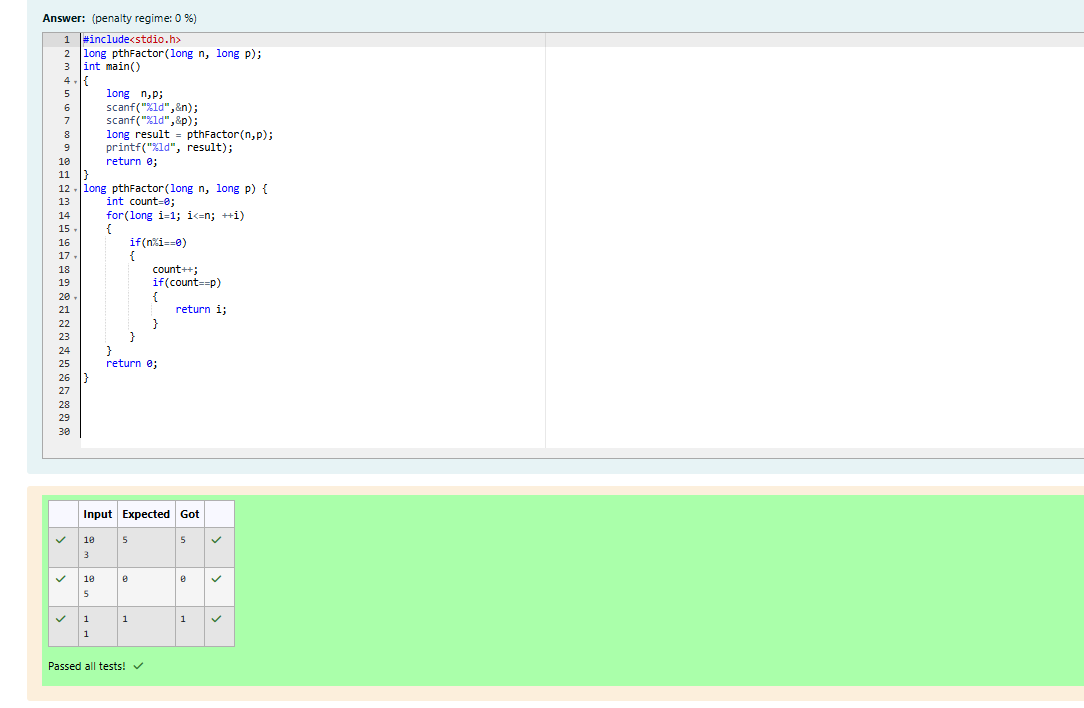 Answer: (penalty regime: 0 %)
1 #include<stdio.h>
2 long pthFactor(long n, long p);
3 int main()
4 {
5     long  n,p;
6     scanf("%ld",&n);
7     scanf("%ld",&p);
8     long result = pthFactor(n,p);
9     printf("%ld", result);
10     return 0;
11 }
12 long pthFactor(long n, long p) {
13     int count=0;
14     for(long i=1; i<=n; ++i)
15     {
16         if(n%i==0)
17         {
18             count++;
19             if(count==p)
20             {
21                 return i;
22             }
23         }
24     }
25     return 0;
26 }
27
28
29
30
Input Expected Got
10 5 5
3
10 0 0
5
1 1 1
1
Passed all tests!